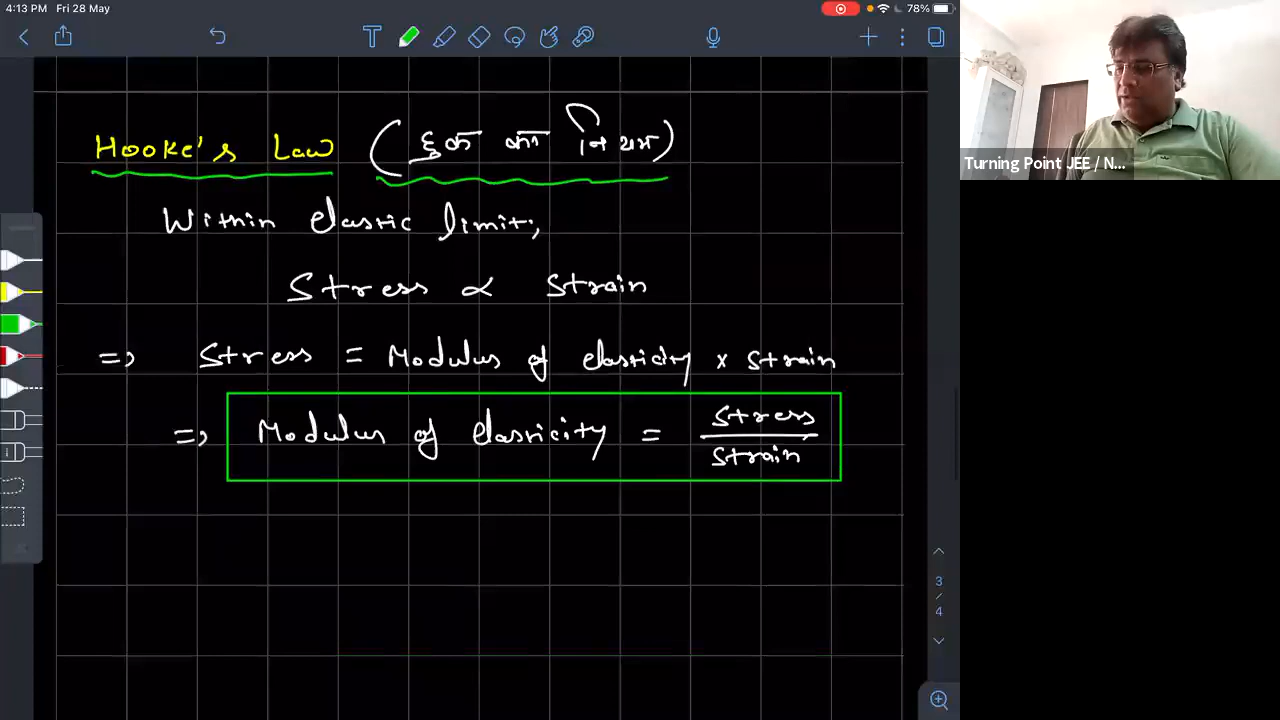 4:13 PM Fri 28 May 78%
Hooke's Law (हुक का नियम)
Within elastic limit,
Stress ∝ Strain
=> Stress = Modulus of elasticity × Strain
=> Modulus of elasticity = Stress / Strain
3
/
4
Turning Point JEE / N...